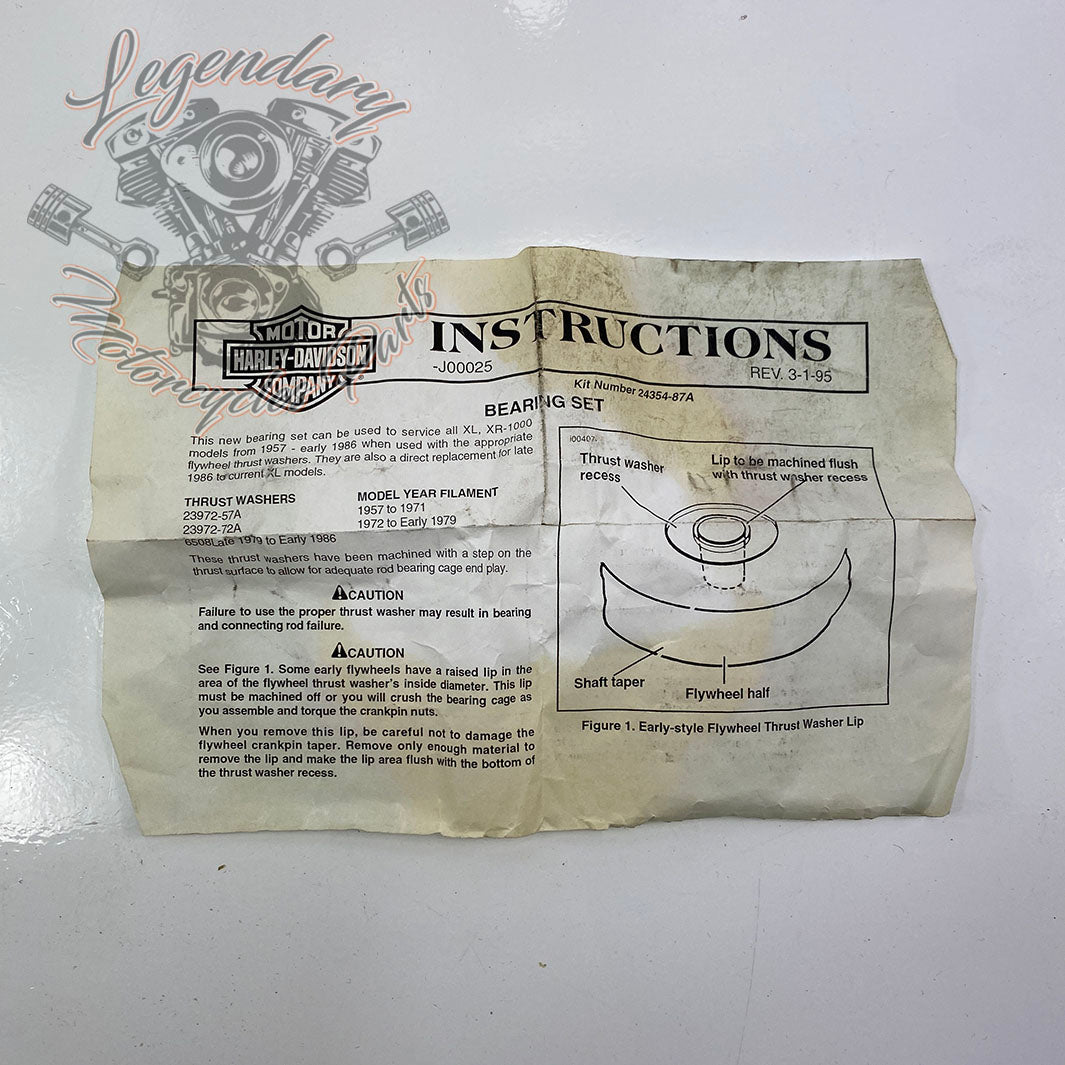 Legendary
Motorcycle Parts
MOTOR
HARLEY-DAVIDSON
COMPANY
INSTRUCTIONS
-J00025
REV. 3-1-95
Kit Number 24354-87A
BEARING SET
This new bearing set can be used to service all XL, XR-1000
models from 1957 - early 1986 when used with the appropriate
flywheel thrust washers. They are also a direct replacement for late
1986 to current XL models.
THRUST WASHERS MODEL YEAR FILAMENT
23972-57A 1957 to 1971
23972-72A 1972 to Early 1979
6508Late 1979 to Early 1986
These thrust washers have been machined with a step on the
thrust surface to allow for adequate rod bearing cage end play.
⚠CAUTION
Failure to use the proper thrust washer may result in bearing
and connecting rod failure.
⚠CAUTION
See Figure 1. Some early flywheels have a raised lip in the
area of the flywheel thrust washer's inside diameter. This lip
must be machined off or you will crush the bearing cage as
you assemble and torque the crankpin nuts.
When you remove this lip, be careful not to damage the
flywheel crankpin taper. Remove only enough material to
remove the lip and make the lip area flush with the bottom of
the thrust washer recess.
Thrust washer
recess
Lip to be machined flush
with thrust washer recess
Shaft taper
Flywheel half
Figure 1. Early-style Flywheel Thrust Washer Lip